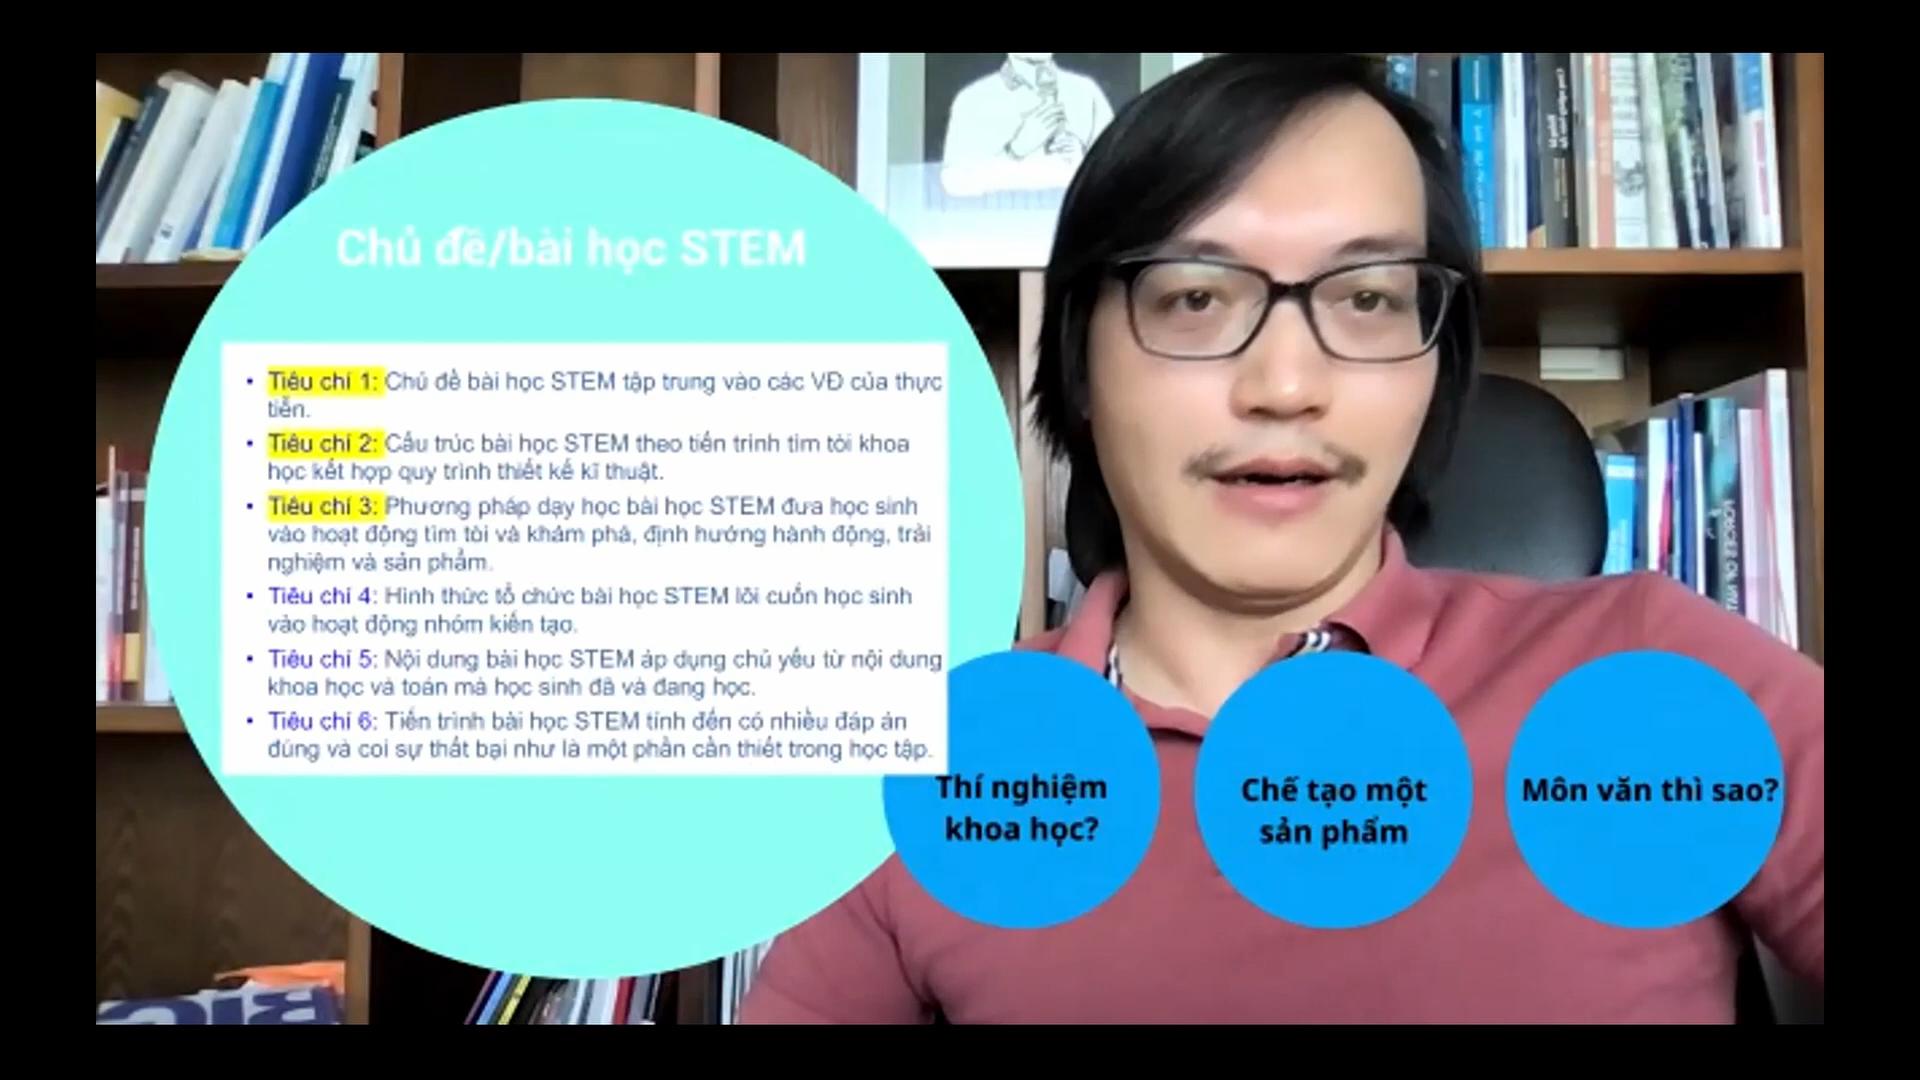 Chủ đề/bài học STEM
• Tiêu chí 1: Chủ đề bài học STEM tập trung vào các VĐ của thực
tiễn.
• Tiêu chí 2: Cấu trúc bài học STEM theo tiến trình tìm tòi khoa
học kết hợp quy trình thiết kế kĩ thuật.
• Tiêu chí 3: Phương pháp dạy học bài học STEM đưa học sinh
vào hoạt động tìm tòi và khám phá, định hướng hành động, trải
nghiệm và sản phẩm.
• Tiêu chí 4: Hình thức tổ chức bài học STEM lôi cuốn học sinh
vào hoạt động nhóm kiến tạo.
• Tiêu chí 5: Nội dung bài học STEM áp dụng chủ yếu từ nội dung
khoa học và toán mà học sinh đã và đang học.
• Tiêu chí 6: Tiến trình bài học STEM tính đến có nhiều đáp án
đúng và coi sự thất bại như là một phần cần thiết trong học tập.
Thí nghiệm
khoa học?
Chế tạo một
sản phẩm
Môn văn thì sao?